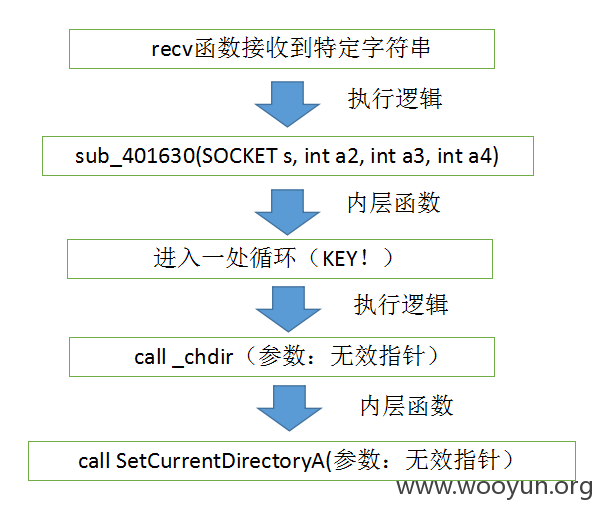 recv函数接收到特定字符串
执行逻辑
sub_401630(SOCKET s, int a2, int a3, int a4)
内层函数
进入一处循环（KEY！）
执行逻辑
call _chdir（参数：无效指针）
内层函数
call SetCurrentDirectoryA(参数：无效指针）
www.wooyun.org